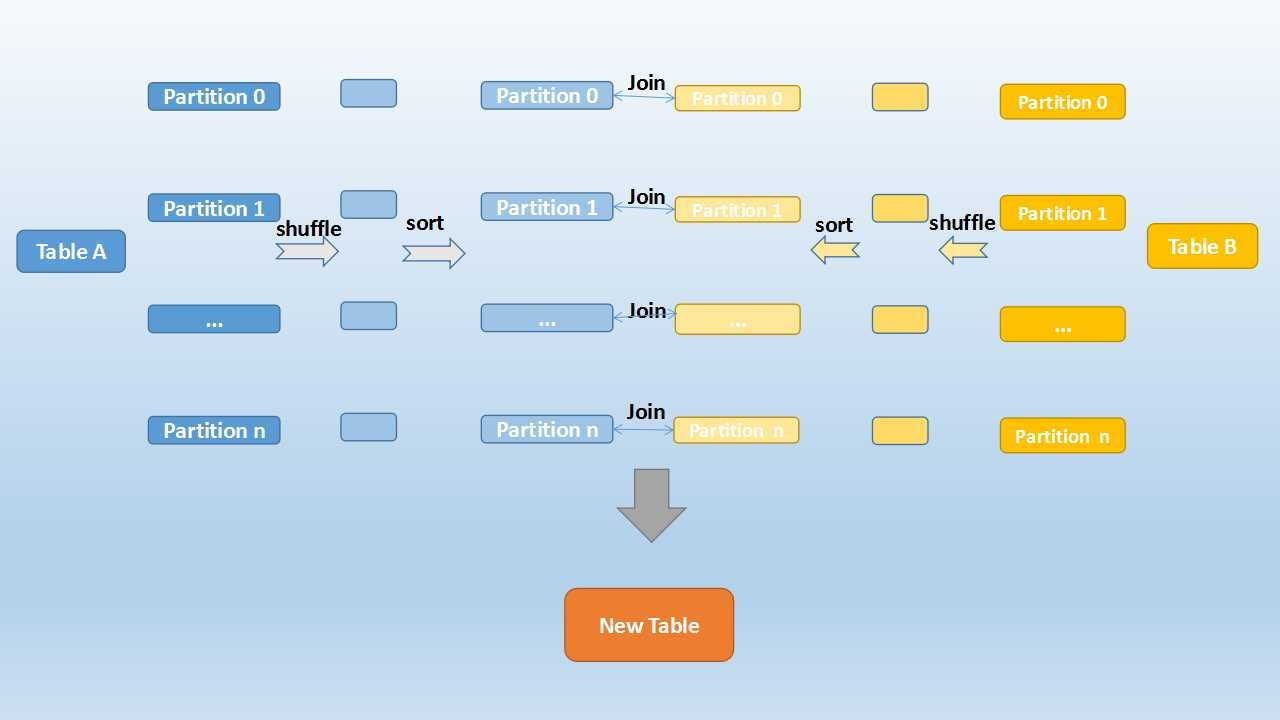 Join
Partition 0
Partition 0
Partition 0
Partition 0
Join
Partition 1
Partition 1
Partition 1
Partition 1
shuffle
sort
sort
shuffle
Table A
Table B
Join
...
...
...
...
Join
Partition n
Partition n
Partition n
Partition n
New Table